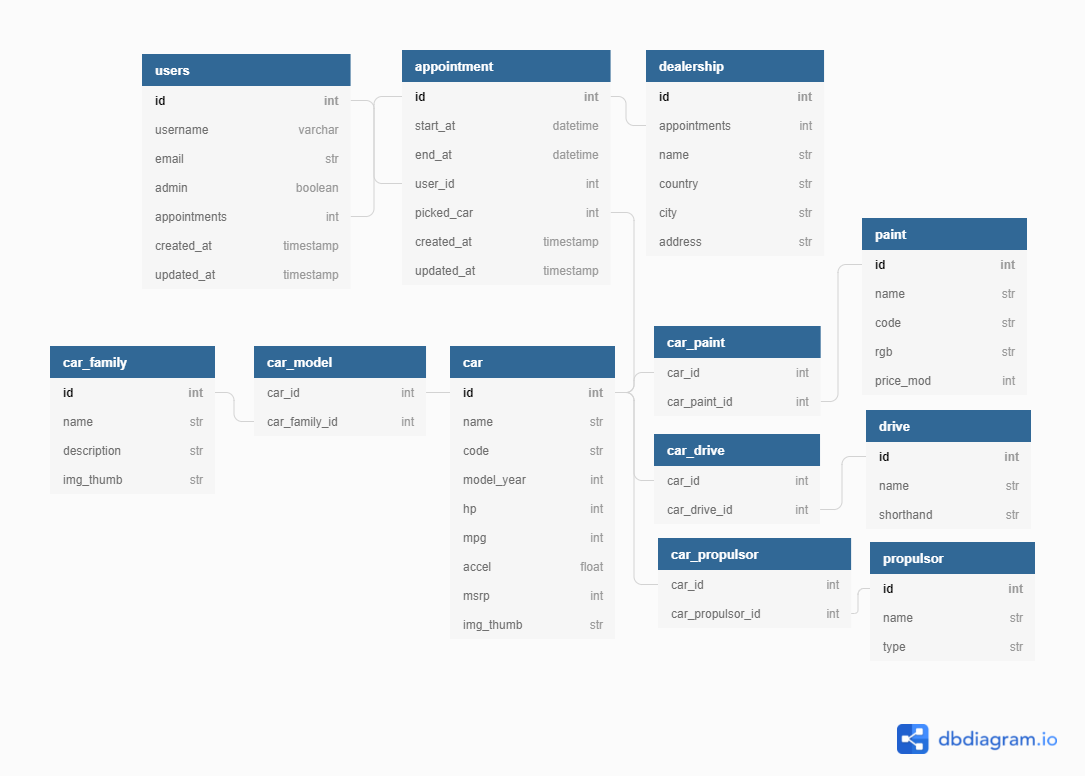 users
id int
username varchar
email str
admin boolean
appointments int
created_at timestamp
updated_at timestamp
appointment
id int
start_at datetime
end_at datetime
user_id int
picked_car int
created_at timestamp
updated_at timestamp
dealership
id int
appointments int
name str
country str
city str
address str
paint
id int
name str
code str
rgb str
price_mod int
car_family
id int
name str
description str
img_thumb str
car_model
car_id int
car_family_id int
car
id int
name str
code str
model_year int
hp int
mpg int
accel float
msrp int
img_thumb str
car_paint
car_id int
car_paint_id int
car_drive
car_id int
car_drive_id int
drive
id int
name str
shorthand str
car_propulsor
car_id int
car_propulsor_id int
propulsor
id int
name str
type str
dbdiagram.io